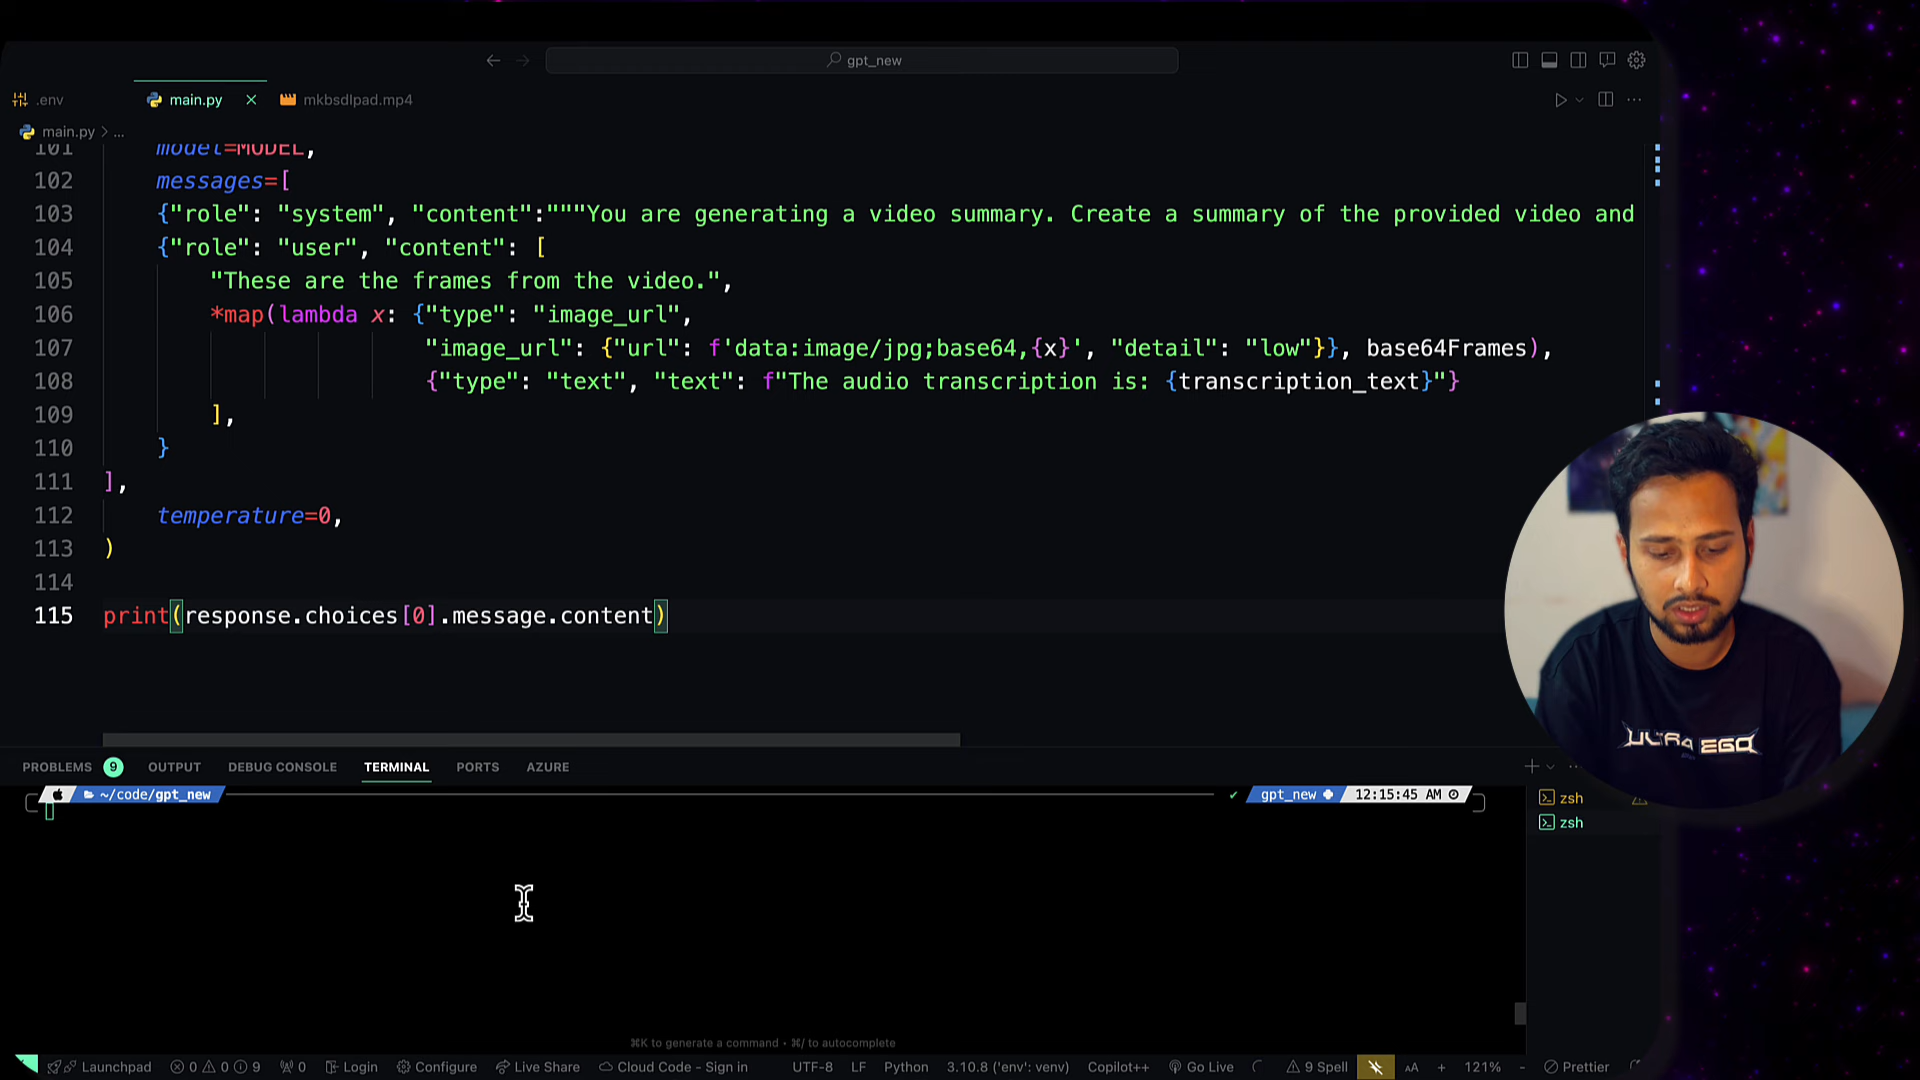 gpt_new
.env
main.py
mkbsdlpad.mp4
main.py > ...
101 model=MODEL,
102 messages=[
103 {"role": "system", "content":"""You are generating a video summary. Create a summary of the provided video and
104 {"role": "user", "content": [
105 "These are the frames from the video.",
106 *map(lambda x: {"type": "image_url",
107 "image_url": {"url": f'data:image/jpg;base64,{x}', "detail": "low"}}, base64Frames),
108 {"type": "text", "text": f"The audio transcription is: {transcription_text}"}
109 ],
110 }
111 ],
112 temperature=0,
113 )
114
115 print(response.choices[0].message.content)
ULTRA EGO
PROBLEMS 9 OUTPUT DEBUG CONSOLE TERMINAL PORTS AZURE
~/code/gpt_new
gpt_new 12:15:45 AM
zsh
zsh
⌘K to generate a command • ⌘/ to autocomplete
Launchpad 0 0 9 0 Login Configure Live Share Cloud Code - Sign in UTF-8 LF Python 3.10.8 ('env': venv) Copilot++ Go Live 9 Spell AA + 121% - Prettier